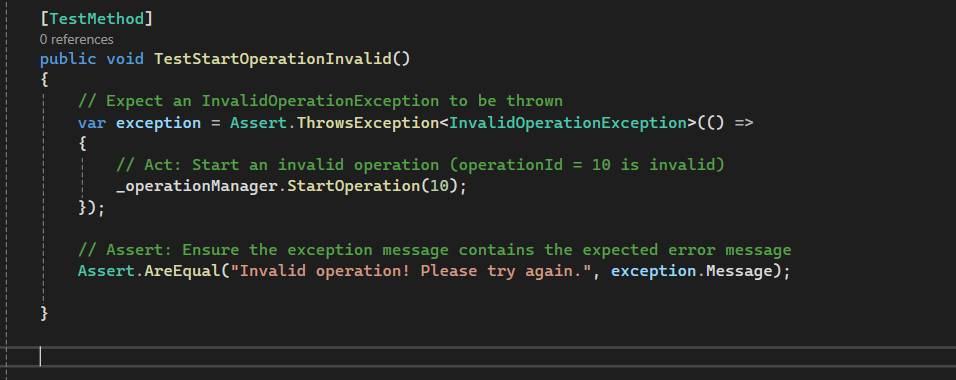 [TestMethod]
0 references
public void TestStartOperationInvalid()
{
// Expect an InvalidOperationException to be thrown
var exception = Assert.ThrowsException<InvalidOperationException>(() =>
{
// Act: Start an invalid operation (operationId = 10 is invalid)
_operationManager.StartOperation(10);
});
// Assert: Ensure the exception message contains the expected error message
Assert.AreEqual("Invalid operation! Please try again.", exception.Message);
}